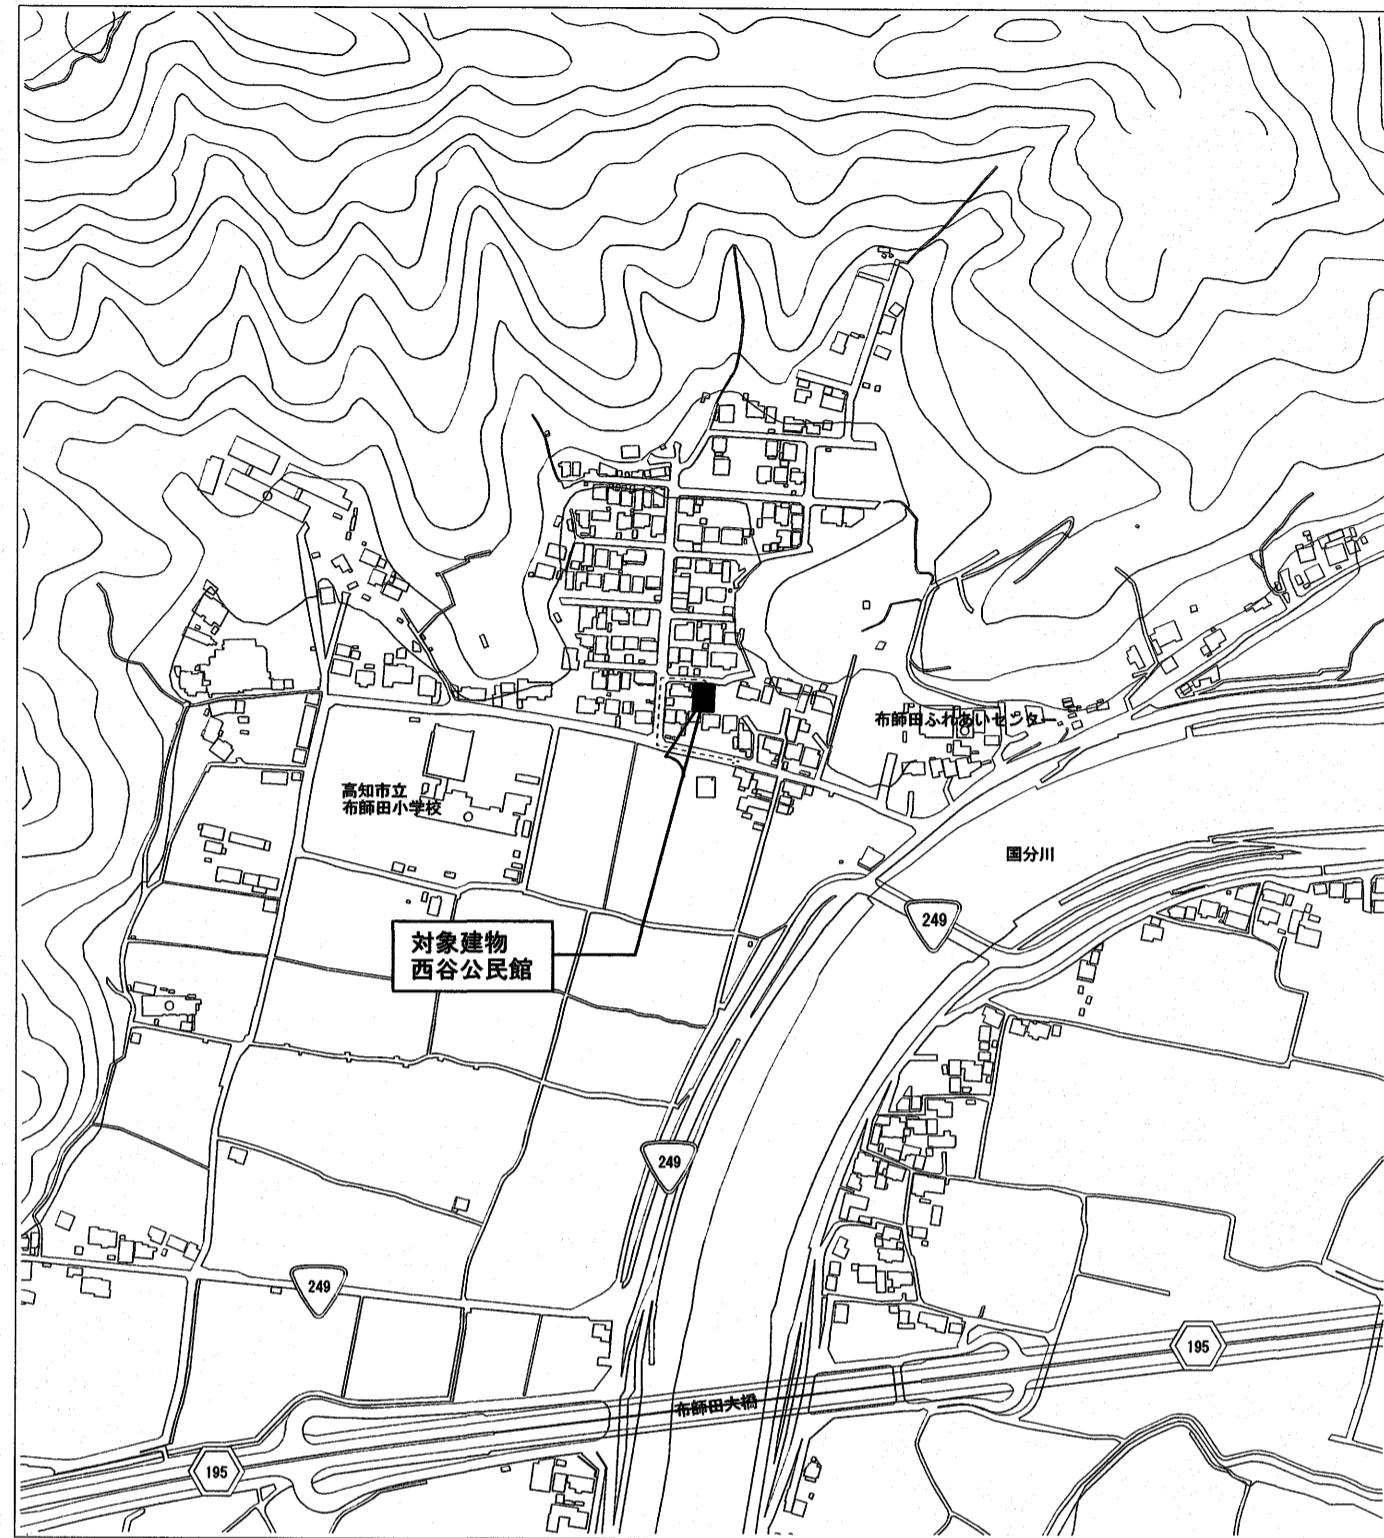 布師田ふれあいセンター
高知市立
布師田小学校
国分川
249
対象建物
西谷公民館
249
249
195
布師田大橋
195